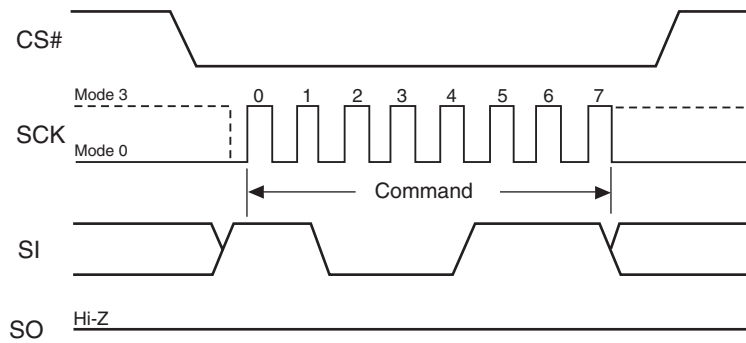 CS#
Mode 3
0 1 2 3 4 5 6 7
SCK
Mode 0
Command
SI
Hi-Z
SO